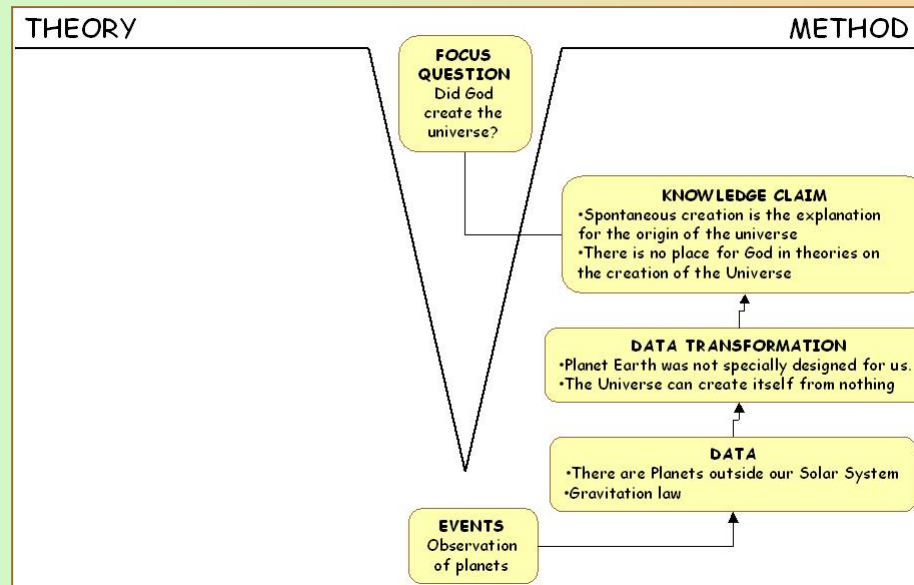 THEORY
METHOD
FOCUS
QUESTION
Did God
create the
universe?
KNOWLEDGE CLAIM
•Spontaneous creation is the explanation
for the origin of the universe
•There is no place for God in theories on
the creation of the Universe
DATA TRANSFORMATION
•Planet Earth was not specially designed for us.
•The Universe can create itself from nothing
DATA
•There are Planets outside our Solar System
•Gravitation law
EVENTS
Observation
of planets